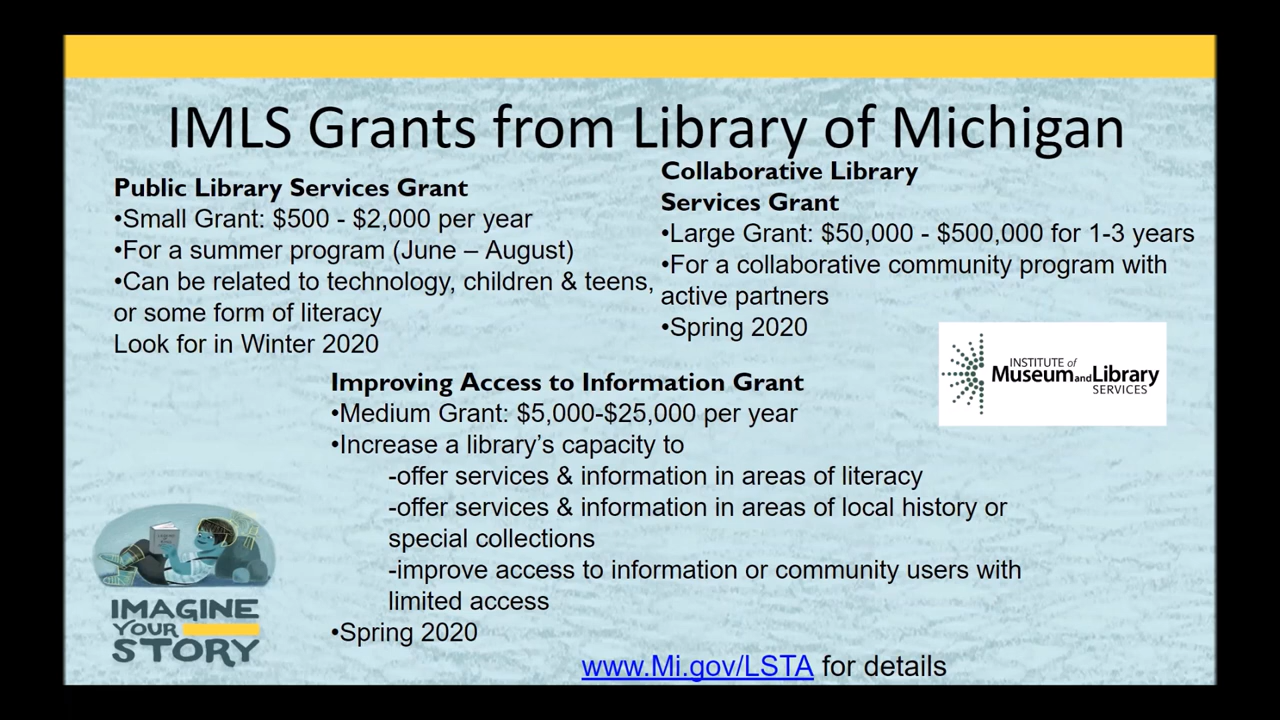 IMLS Grants from Library of Michigan
Public Library Services Grant
•Small Grant: $500 - $2,000 per year
•For a summer program (June – August)
•Can be related to technology, children & teens,
or some form of literacy
Look for in Winter 2020
Collaborative Library
Services Grant
•Large Grant: $50,000 - $500,000 for 1-3 years
•For a collaborative community program with
active partners
•Spring 2020
INSTITUTE of
Museum and Library
SERVICES
Improving Access to Information Grant
•Medium Grant: $5,000-$25,000 per year
•Increase a library’s capacity to
-offer services & information in areas of literacy
-offer services & information in areas of local history or
special collections
-improve access to information or community users with
limited access
•Spring 2020
IMAGINE
YOUR
STORY
www.Mi.gov/LSTA for details